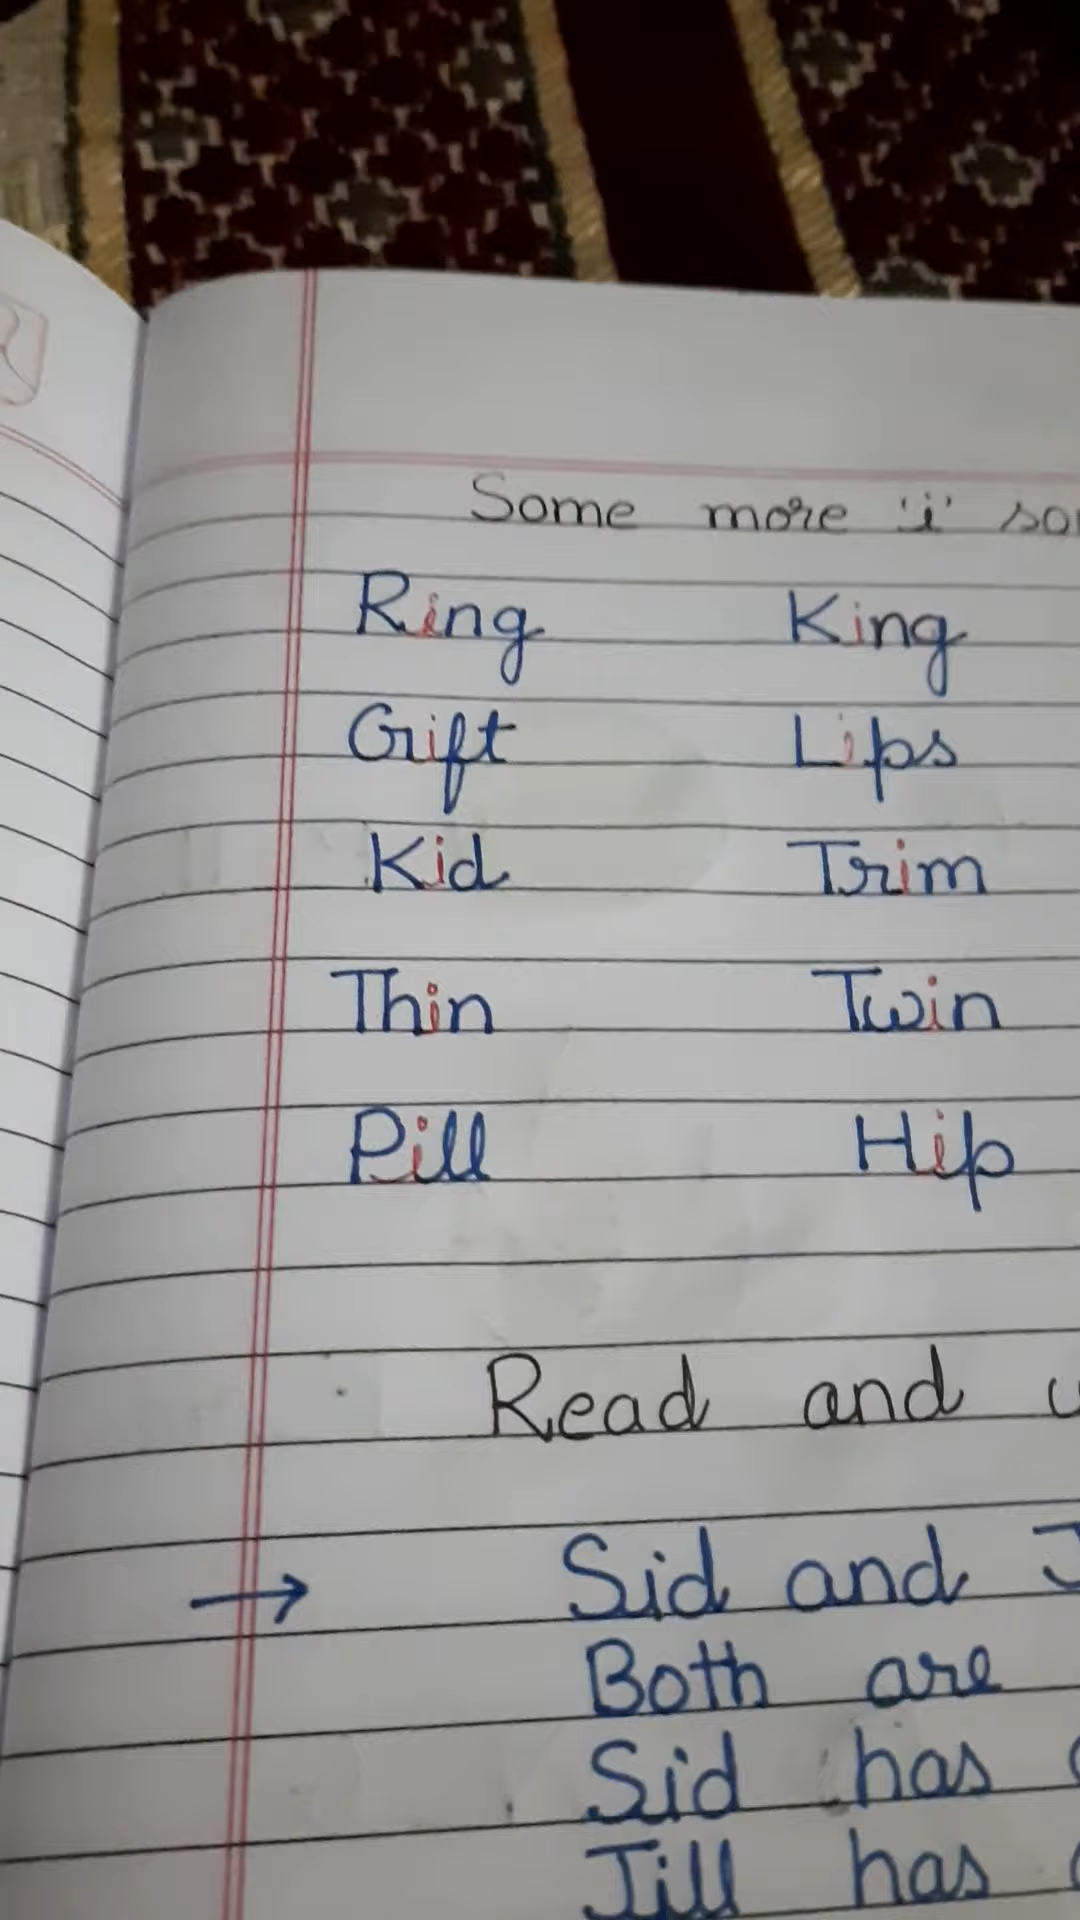 Some more 'i'
Ring King
Gift Lips
Kid Trim
Thin Twin
Pill Hip
Read and
→ Sid and
Both are
Sid has
Jill has